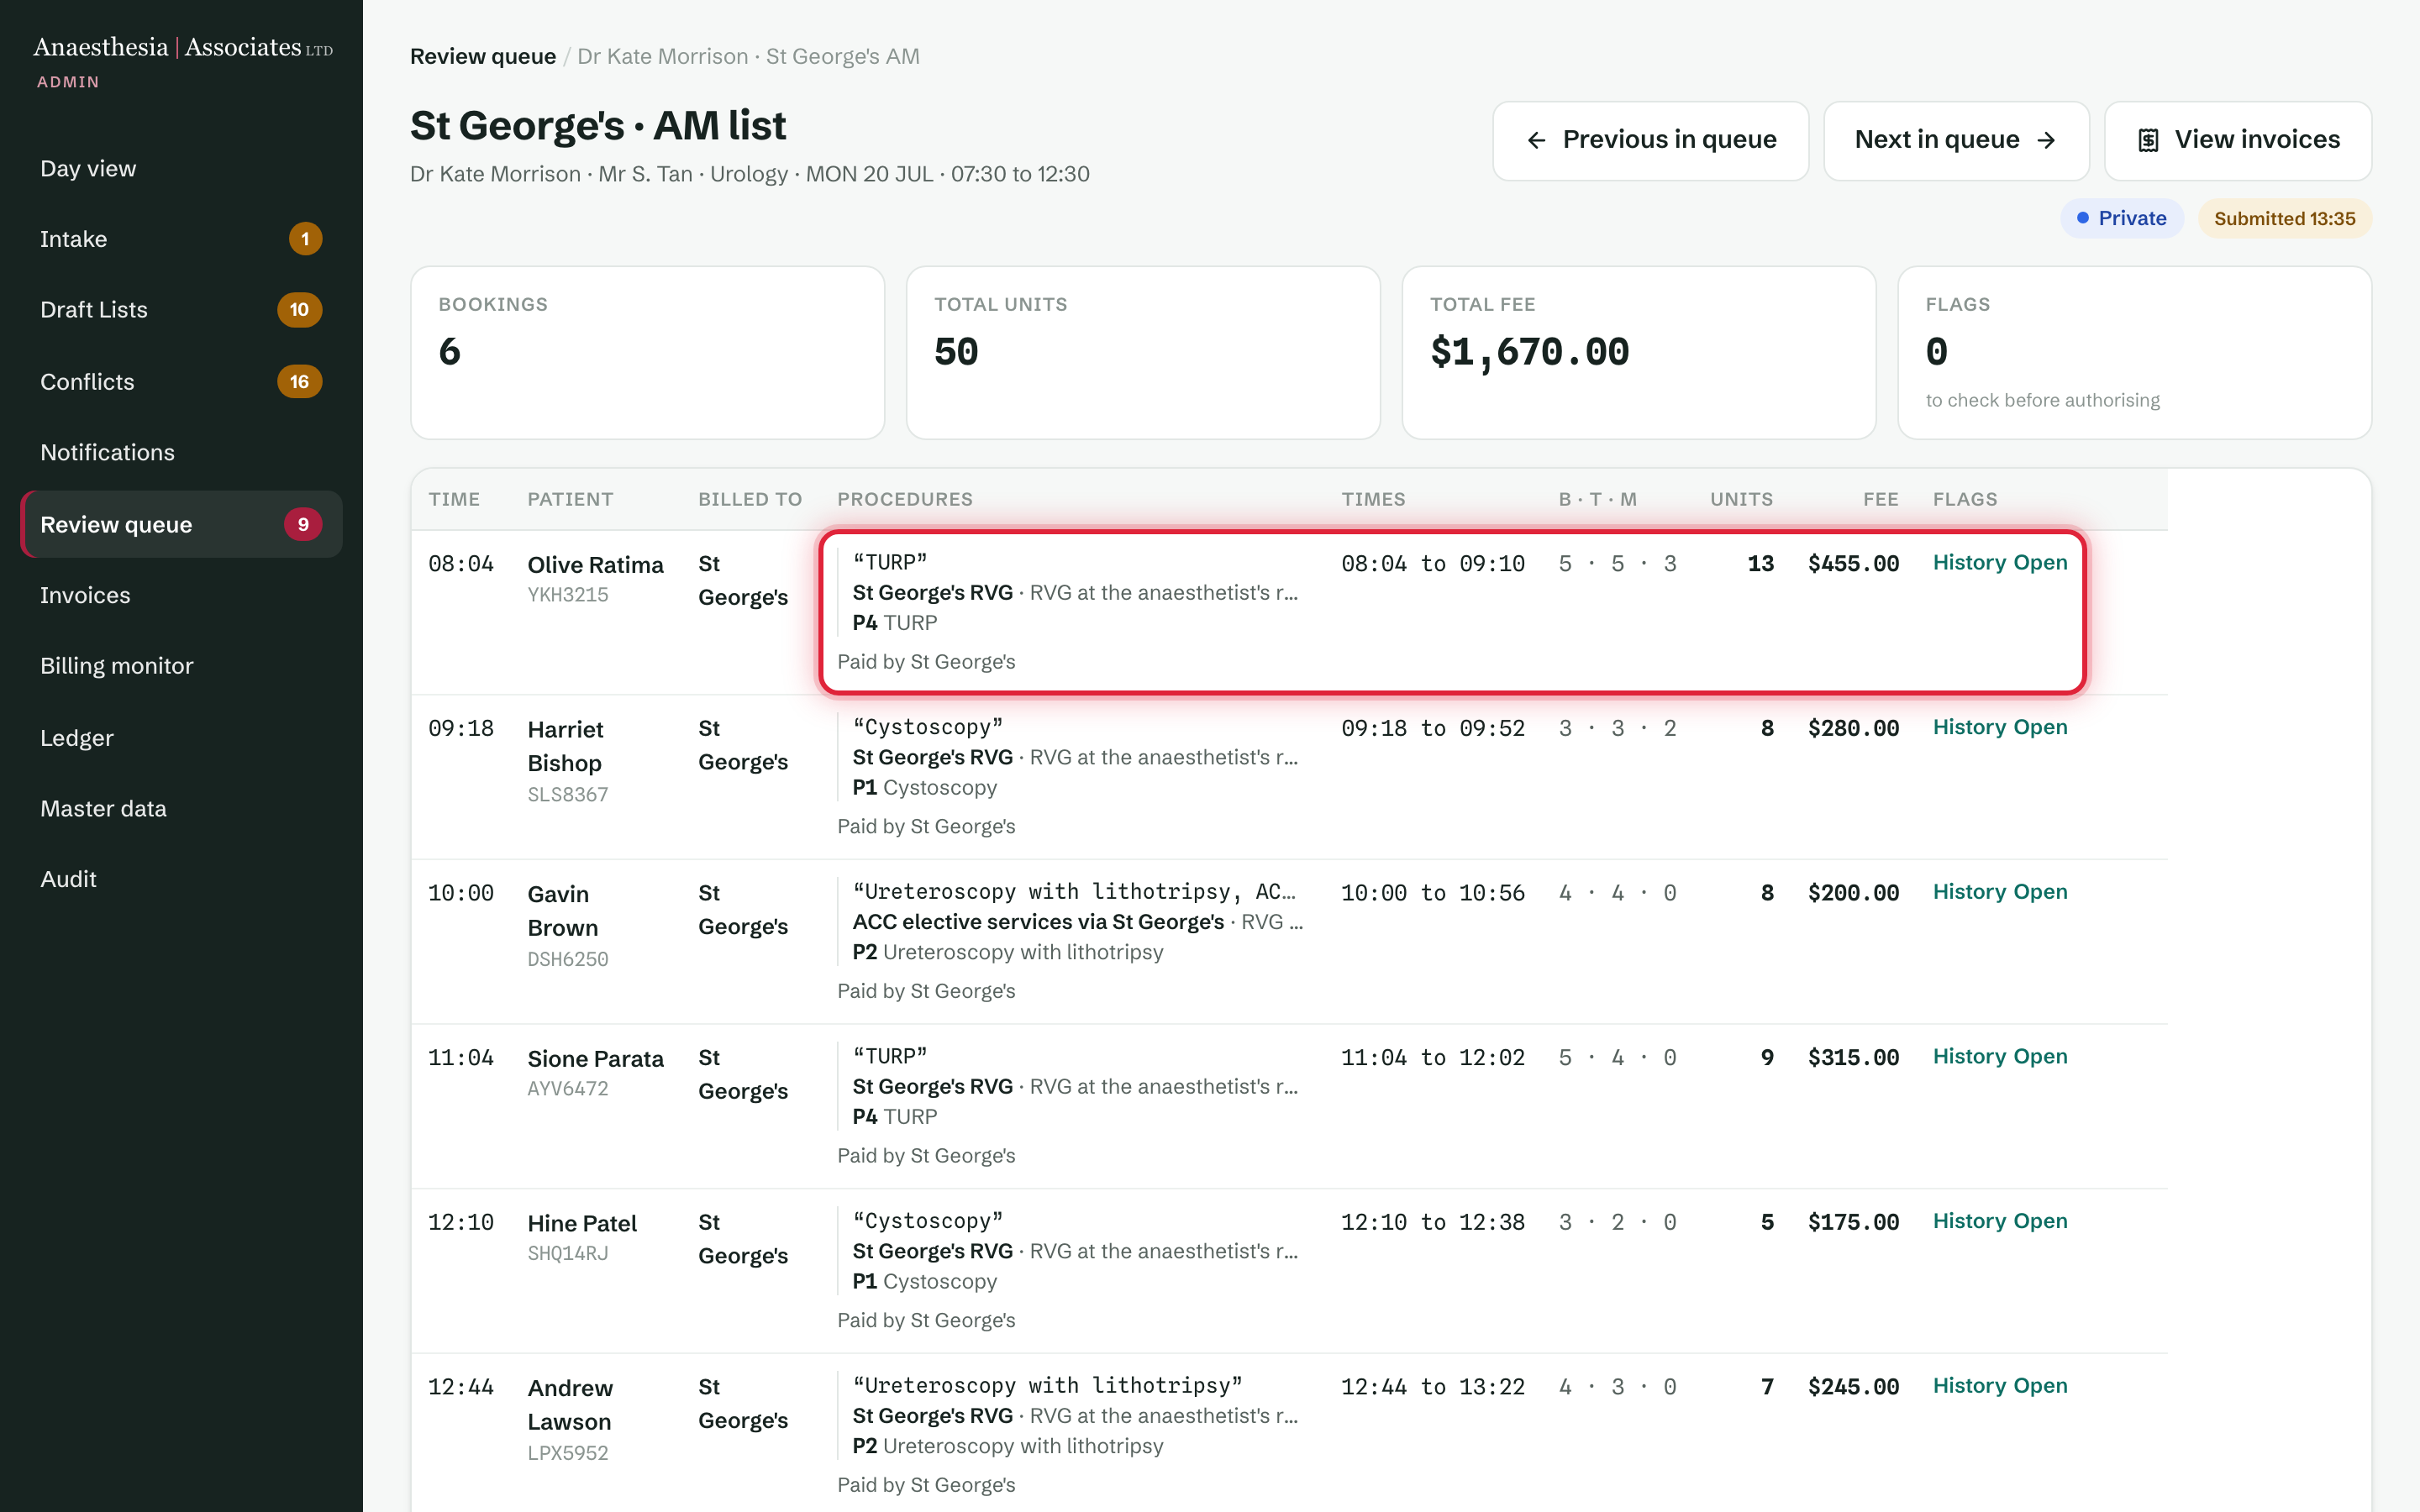 Anaesthesia | Associates LTD
ADMIN
Day view
Intake 1
Draft Lists 10
Conflicts 16
Notifications
Review queue 9
Invoices
Billing monitor
Ledger
Master data
Audit
Review queue / Dr Kate Morrison · St George's AM
St George's · AM list
Dr Kate Morrison · Mr S. Tan · Urology · MON 20 JUL · 07:30 to 12:30
← Previous in queue
Next in queue →
View invoices
Private
Submitted 13:35
BOOKINGS
6
TOTAL UNITS
50
TOTAL FEE
$1,670.00
FLAGS
0
to check before authorising
TIME PATIENT BILLED TO PROCEDURES TIMES B · T · M UNITS FEE FLAGS
08:04 Olive Ratima St “TURP” 08:04 to 09:10 5 · 5 · 3 13 $455.00 History Open
YKH3215 George's St George's RVG · RVG at the anaesthetist's r...
P4 TURP
Paid by St George's
09:18 Harriet St “Cystoscopy” 09:18 to 09:52 3 · 3 · 2 8 $280.00 History Open
Bishop George's St George's RVG · RVG at the anaesthetist's r...
SLS8367 P1 Cystoscopy
Paid by St George's
10:00 Gavin St “Ureteroscopy with lithotripsy, AC... 10:00 to 10:56 4 · 4 · 0 8 $200.00 History Open
Brown George's ACC elective services via St George's · RVG ...
DSH6250 P2 Ureteroscopy with lithotripsy
Paid by St George's
11:04 Sione Parata St “TURP” 11:04 to 12:02 5 · 4 · 0 9 $315.00 History Open
AYV6472 George's St George's RVG · RVG at the anaesthetist's r...
P4 TURP
Paid by St George's
12:10 Hine Patel St “Cystoscopy” 12:10 to 12:38 3 · 2 · 0 5 $175.00 History Open
SHQ14RJ George's St George's RVG · RVG at the anaesthetist's r...
P1 Cystoscopy
Paid by St George's
12:44 Andrew St “Ureteroscopy with lithotripsy” 12:44 to 13:22 4 · 3 · 0 7 $245.00 History Open
Lawson George's St George's RVG · RVG at the anaesthetist's r...
LPX5952 P2 Ureteroscopy with lithotripsy
Paid by St George's